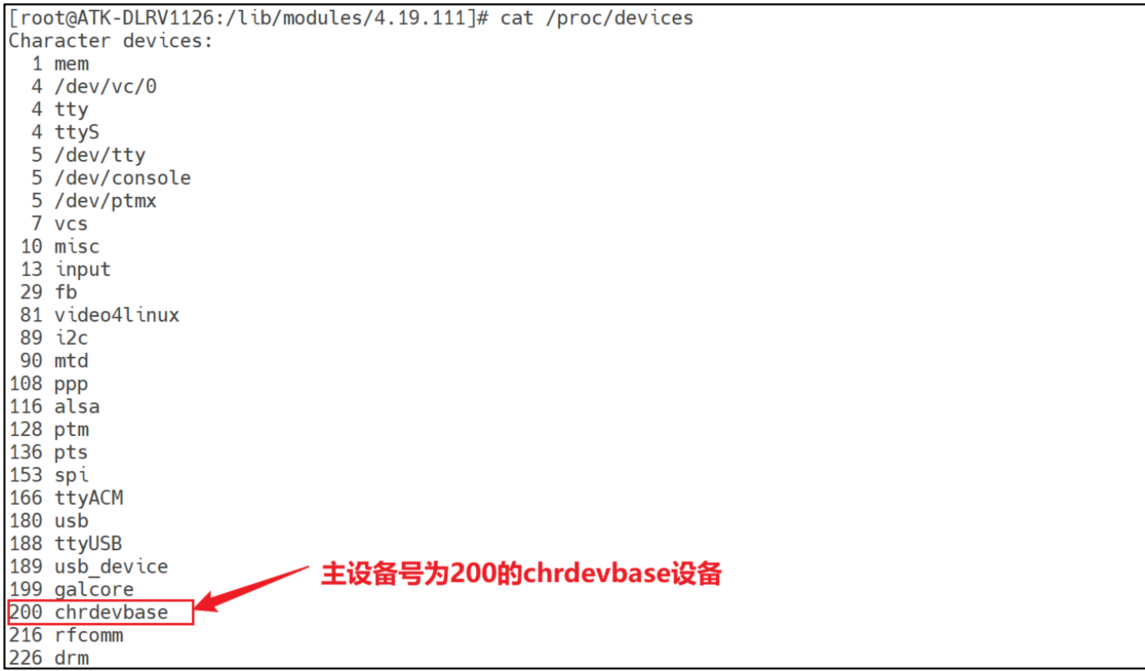 [root@ATK-DLRV1126:/lib/modules/4.19.111]# cat /proc/devices
Character devices:
  1 mem
  4 /dev/vc/0
  4 tty
  4 ttyS
  5 /dev/tty
  5 /dev/console
  5 /dev/ptmx
  7 vcs
 10 misc
 13 input
 29 fb
 81 video4linux
 89 i2c
 90 mtd
108 ppp
116 alsa
128 ptm
136 pts
153 spi
166 ttyACM
180 usb
188 ttyUSB
189 usb_device
主设备号为200的chrdevbase设备
199 galcore
200 chrdevbase
216 rfcomm
226 drm